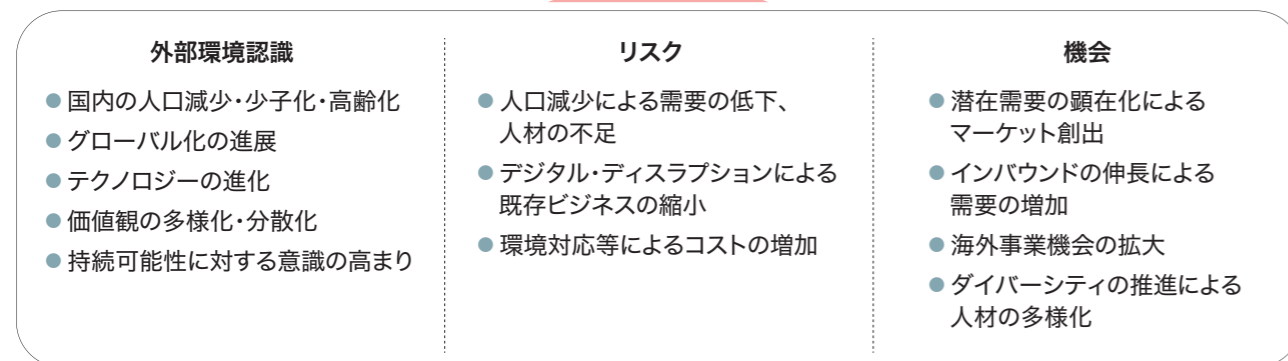 外部環境認識
●国内の人口減少・少子化・高齢化
●グローバル化の進展
●テクノロジーの進化
●価値観の多様化・分散化
●持続可能性に対する意識の高まり
リスク
●人口減少による需要の低下、
人材の不足
●デジタル・ディスラプションによる
既存ビジネスの縮小
●環境対応等によるコストの増加
機会
●潜在需要の顕在化による
マーケット創出
●インバウンドの伸長による
需要の増加
●海外事業機会の拡大
●ダイバーシティの推進による
人材の多様化